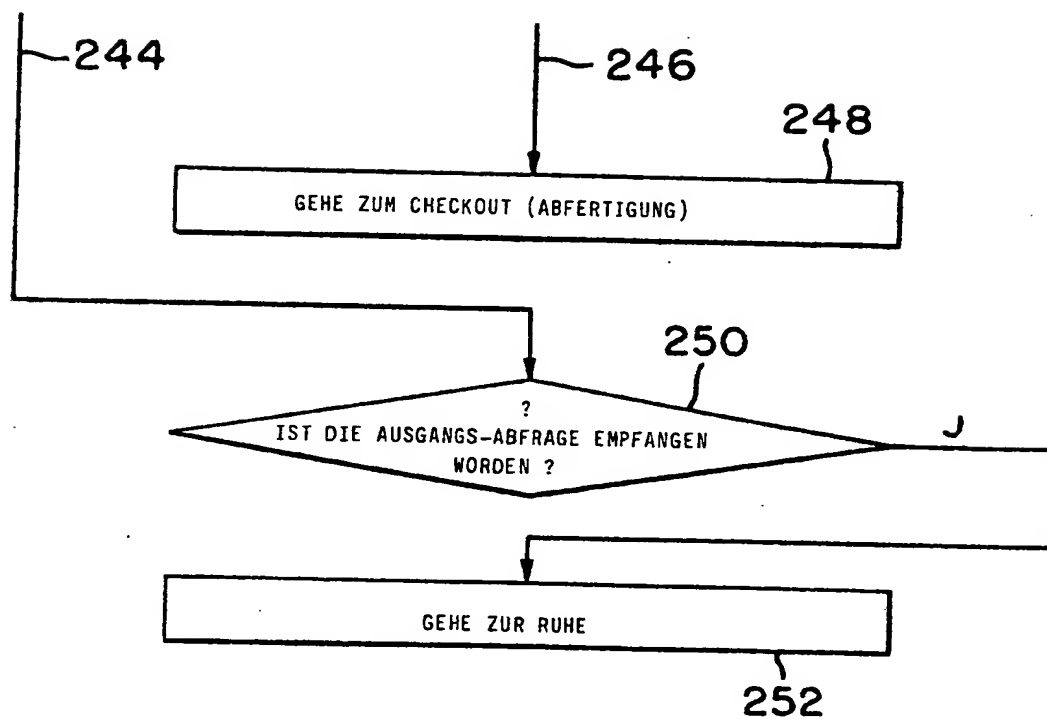 244
246
248
GEHE ZUM CHECKOUT (ABFERTIGUNG)
250
?
IST DIE AUSGANGS-ABFRAGE EMPFANGEN
WORDEN ?
J
GEHE ZUR RUHE
252